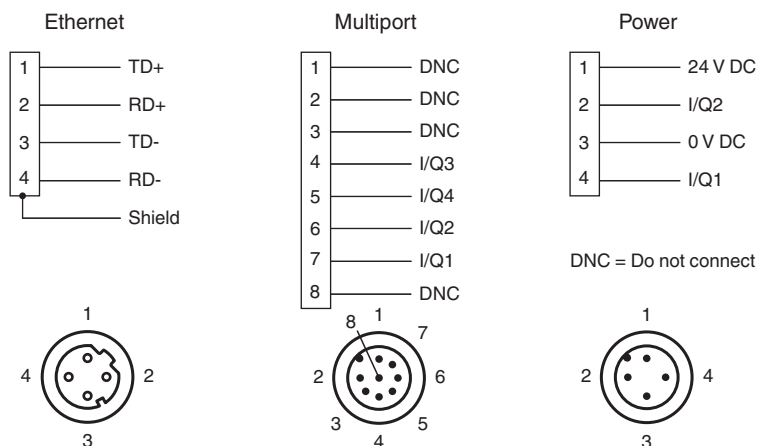 Ethernet
1 TD+
2 RD+
3 TD-
4 RD-
Shield
1
4 2
3
Multiport
1 DNC
2 DNC
3 DNC
4 I/Q3
5 I/Q4
6 I/Q2
7 I/Q1
8 DNC
8 1 7
2 6
3 4 5
Power
1 24 V DC
2 I/Q2
3 0 V DC
4 I/Q1
DNC = Do not connect
1
2 4
3